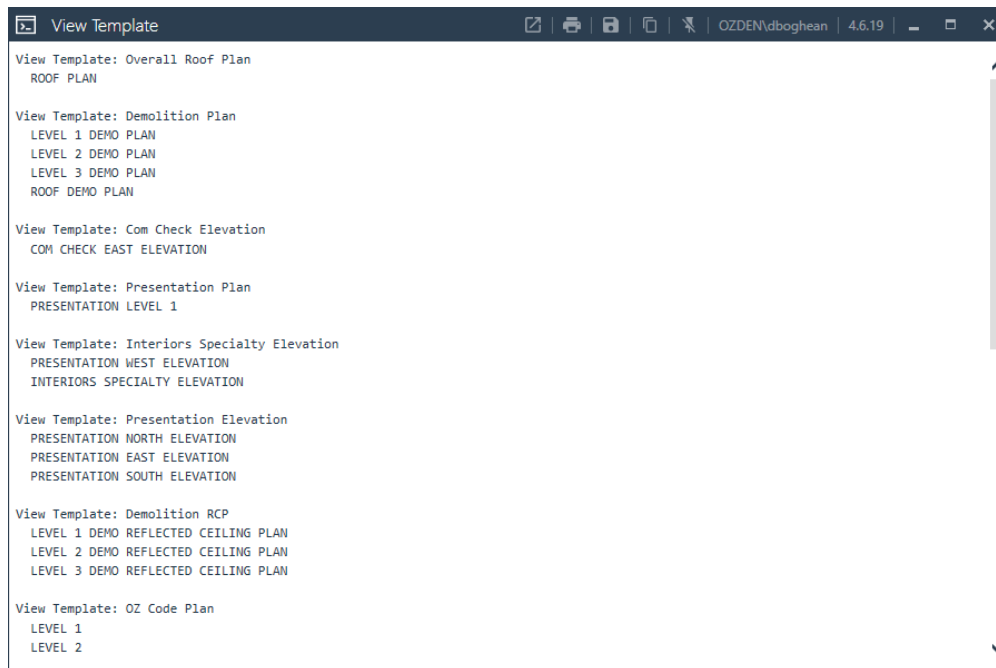 View Template
OZDEN\dboghean
4.6.19
View Template: Overall Roof Plan
ROOF PLAN
View Template: Demolition Plan
LEVEL 1 DEMO PLAN
LEVEL 2 DEMO PLAN
LEVEL 3 DEMO PLAN
ROOF DEMO PLAN
View Template: Com Check Elevation
COM CHECK EAST ELEVATION
View Template: Presentation Plan
PRESENTATION LEVEL 1
View Template: Interiors Specialty Elevation
PRESENTATION WEST ELEVATION
INTERIORS SPECIALTY ELEVATION
View Template: Presentation Elevation
PRESENTATION NORTH ELEVATION
PRESENTATION EAST ELEVATION
PRESENTATION SOUTH ELEVATION
View Template: Demolition RCP
LEVEL 1 DEMO REFLECTED CEILING PLAN
LEVEL 2 DEMO REFLECTED CEILING PLAN
LEVEL 3 DEMO REFLECTED CEILING PLAN
View Template: OZ Code Plan
LEVEL 1
LEVEL 2